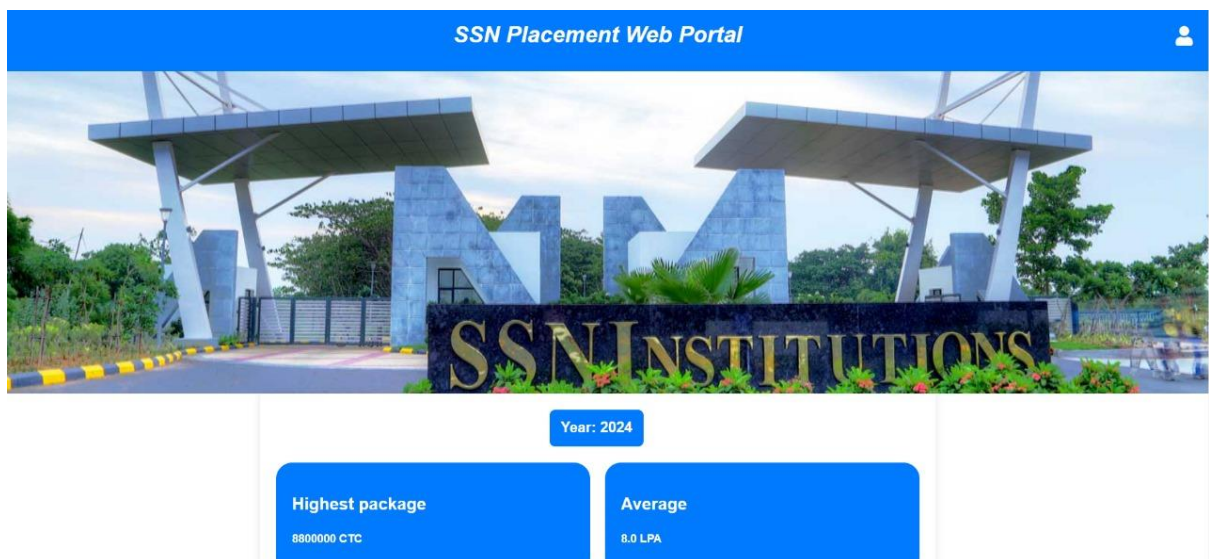 SSN Placement Web Portal
SSN INSTITUTIONS
Year: 2024
Highest package
8800000 CTC
Average
8.0 LPA